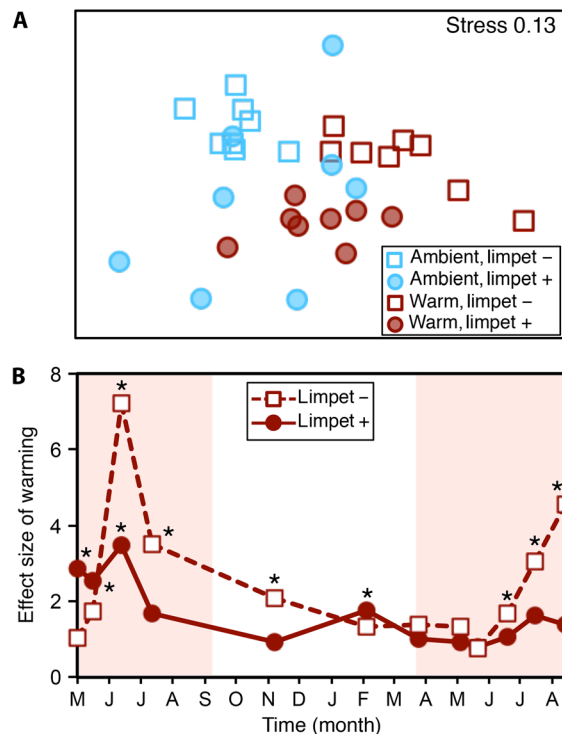 A
Stress 0.13
Ambient, limpet –
Ambient, limpet +
Warm, limpet –
Warm, limpet +
B
8
6
4
2
0
Effect size of warming
Limpet –
Limpet +
* * * * * * * * * *
M J J A S O N D J F M A M J J A
Time (month)